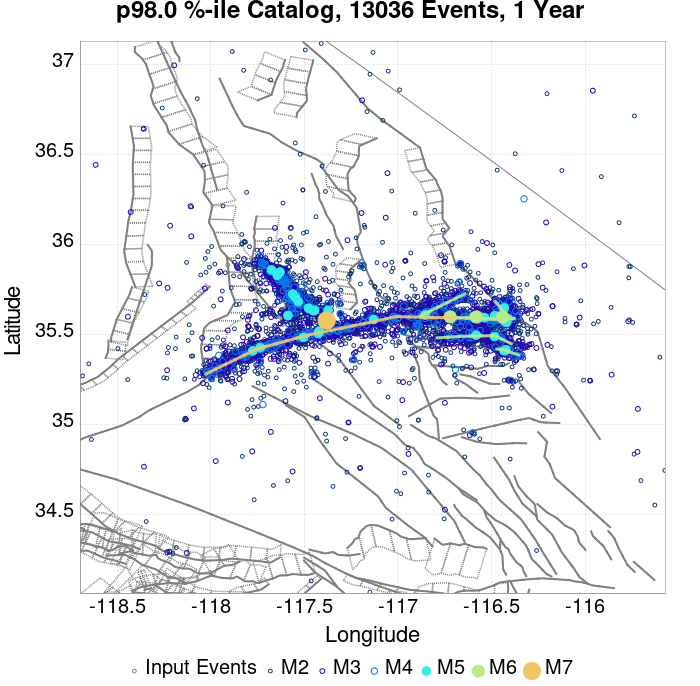 p98.0 %-ile Catalog, 13036 Events, 1 Year
37
36.5
36
35.5
35
34.5
Latitude
-118.5 -118 -117.5 -117 -116.5 -116
Longitude
Input Events M2 M3 M4 M5 M6 M7